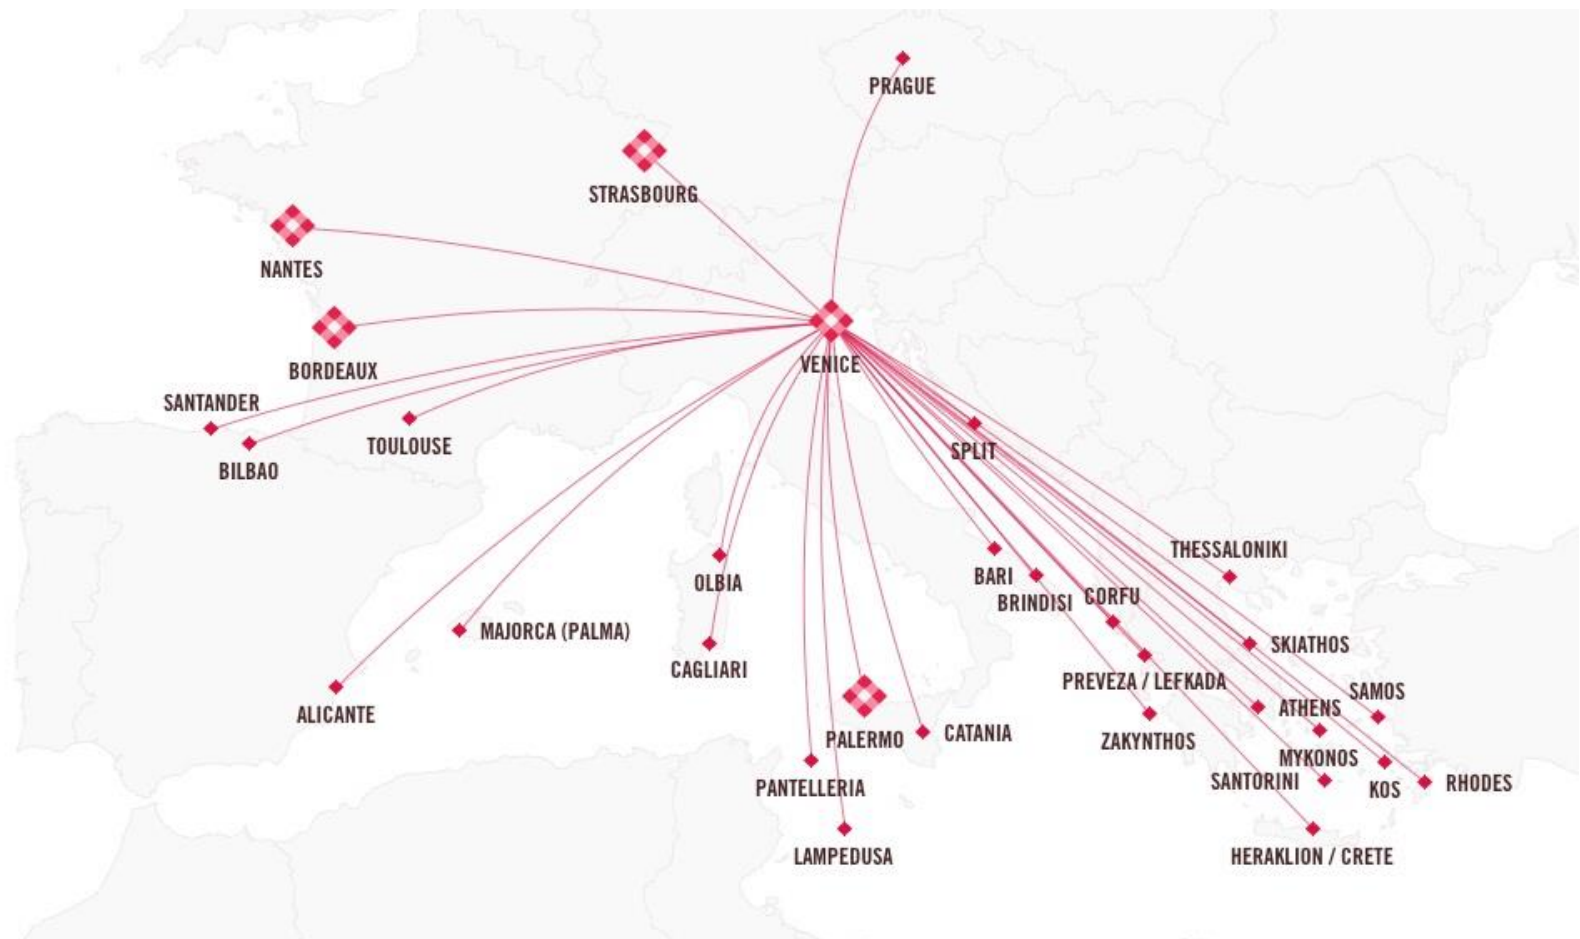 PRAGUE
STRASBOURG
NANTES
BORDEAUX
VENICE
SANTANDER
TOULOUSE
BILBAO
SPLIT
THESSALONIKI
OLBIA
BARI
BRINDISI
CORFU
MAJORCA (PALMA)
SKIATHOS
CAGLIARI
PREVEZA / LEFKADA
SAMOS
ALICANTE
ATHENS
PALERMO
CATANIA
ZAKYNTHOS
MYKONOS
PANTELLERIA
SANTORINI
KOS
RHODES
LAMPEDUSA
HERAKLION / CRETE